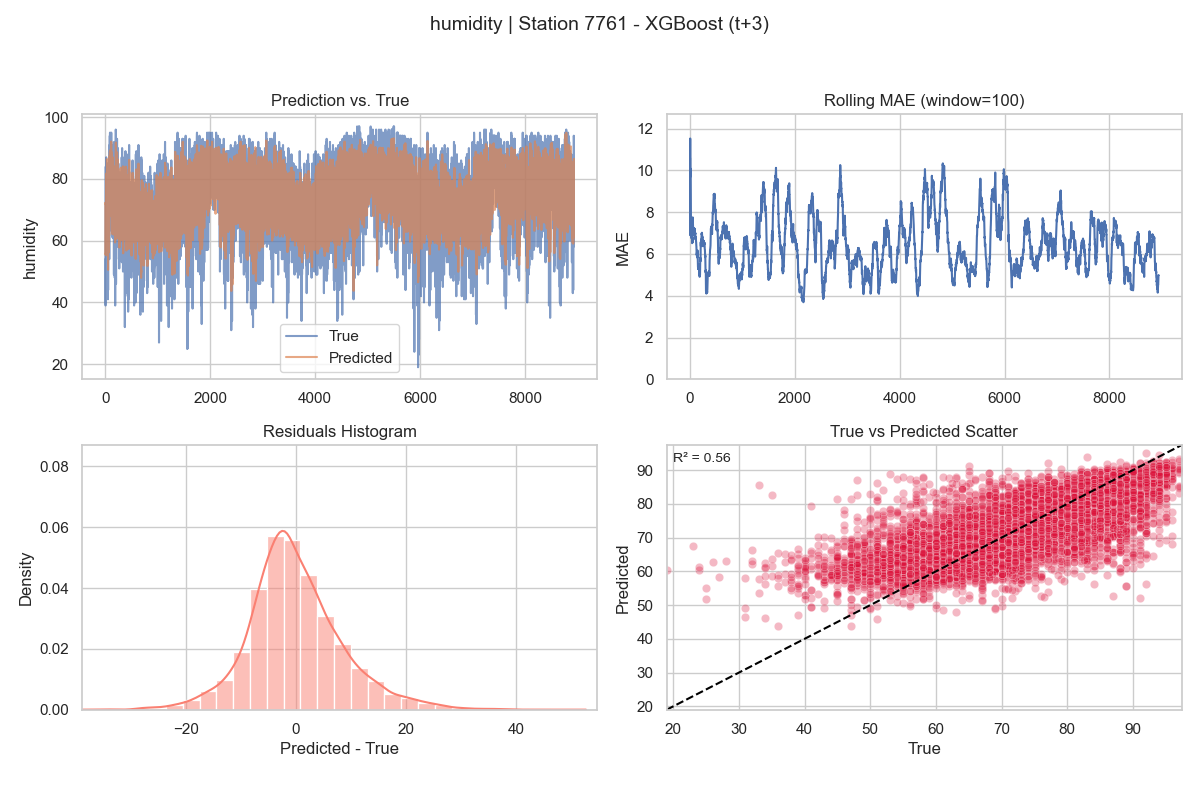 humidity | Station 7761 - XGBoost (t+3)
Prediction vs. True
100
80
60
40
20
humidity
True
Predicted
0 2000 4000 6000 8000
Rolling MAE (window=100)
12
10
8
6
4
2
0
MAE
0 2000 4000 6000 8000
Residuals Histogram
0.08
0.06
0.04
0.02
0.00
Density
−20 0 20 40
Predicted - True
True vs Predicted Scatter
R² = 0.56
90
80
70
60
50
40
30
20
Predicted
20 30 40 50 60 70 80 90
True